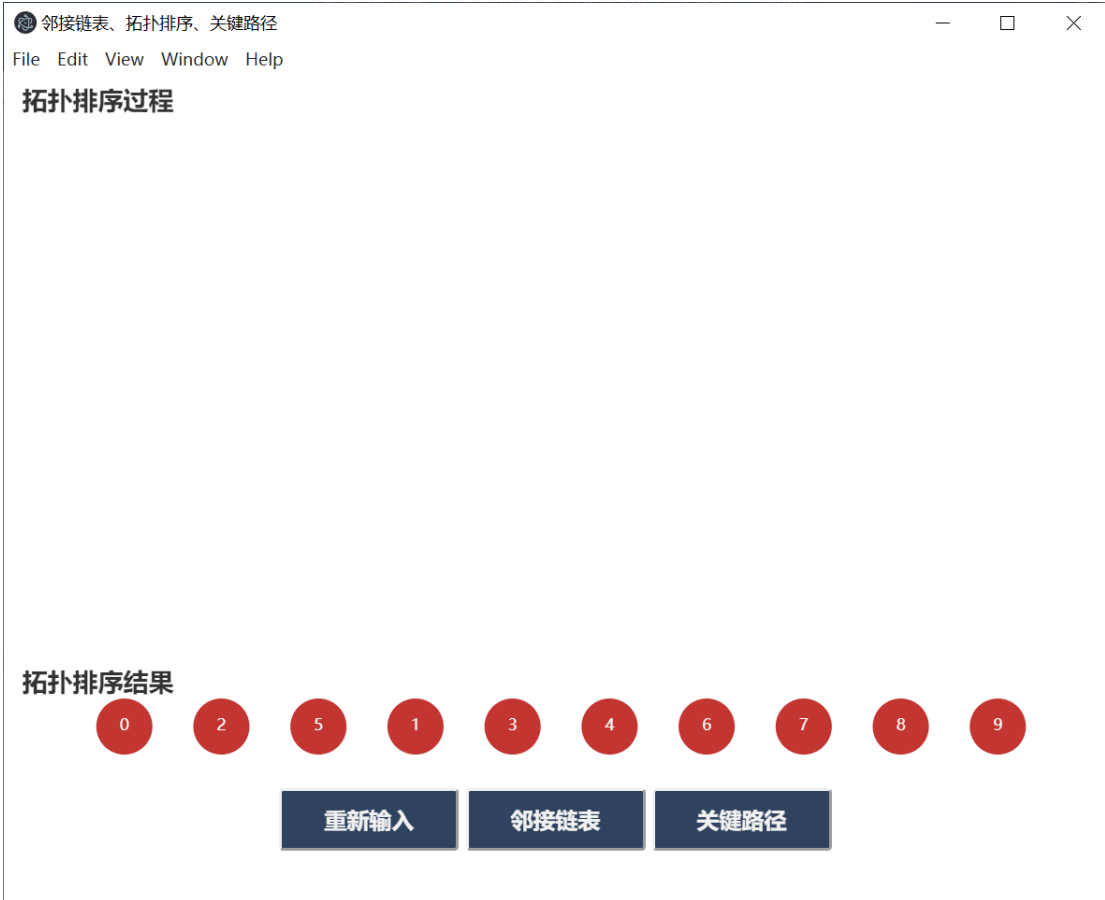 邻接链表、拓扑排序、关键路径
File Edit View Window Help
拓扑排序过程
拓扑排序结果
0 2 5 1 3 4 6 7 8 9
重新输入 邻接链表 关键路径